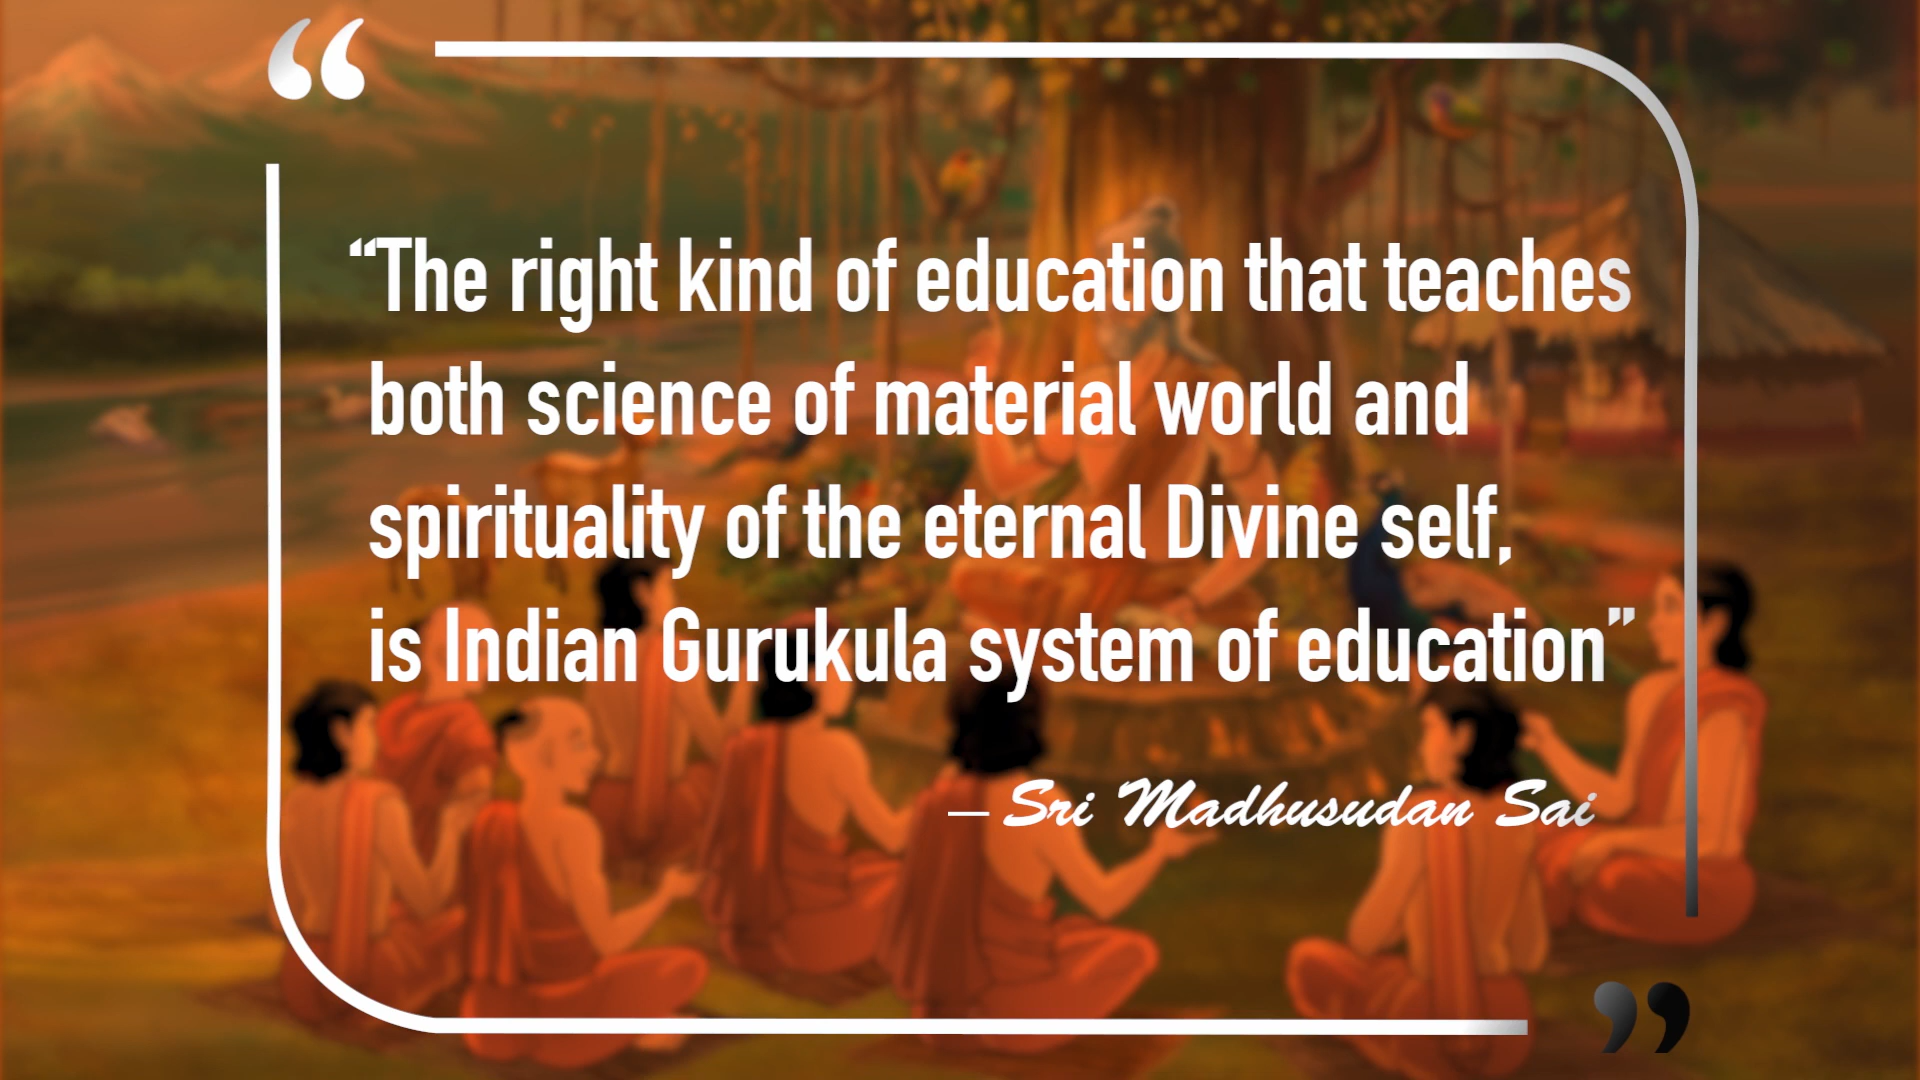 “The right kind of education that teaches
both science of material world and
spirituality of the eternal Divine self,
is Indian Gurukula system of education”
— Sri Madhusudan Sai